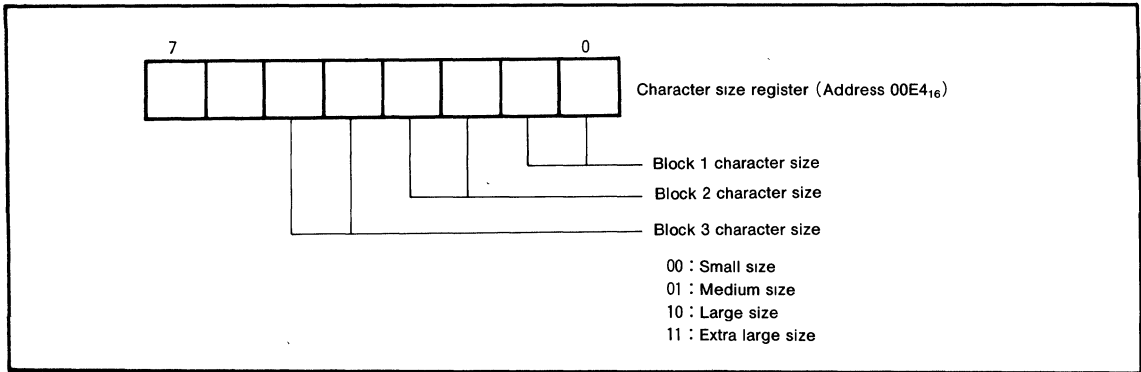 7 0
Character size register (Address 00E4₁₆)
Block 1 character size
Block 2 character size
Block 3 character size
00 : Small size
01 : Medium size
10 : Large size
11 : Extra large size